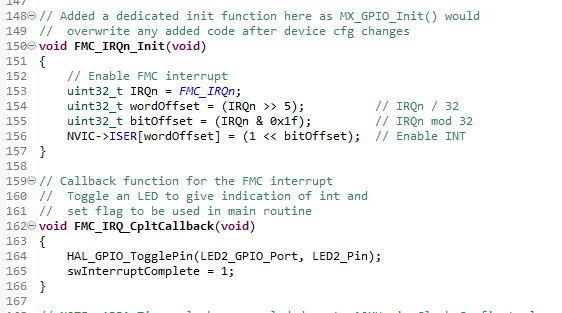 147
148 // Added a dedicated init function here as MX_GPIO_Init() would
149 //  overwrite any added code after device cfg changes
150 void FMC_IRQn_Init(void)
151 {
152     // Enable FMC interrupt
153     uint32_t IRQn = FMC_IRQn;
154     uint32_t wordOffset = (IRQn >> 5);          // IRQn / 32
155     uint32_t bitOffset = (IRQn & 0x1f);         // IRQn mod 32
156     NVIC->ISER[wordOffset] = (1 << bitOffset);  // Enable INT
157 }
158
159 // Callback function for the FMC interrupt
160 //  Toggle an LED to give indication of int and
161 //  set flag to be used in main routine
162 void FMC_IRQ_CpltCallback(void)
163 {
164     HAL_GPIO_TogglePin(LED2_GPIO_Port, LED2_Pin);
165     swInterruptComplete = 1;
166 }
167